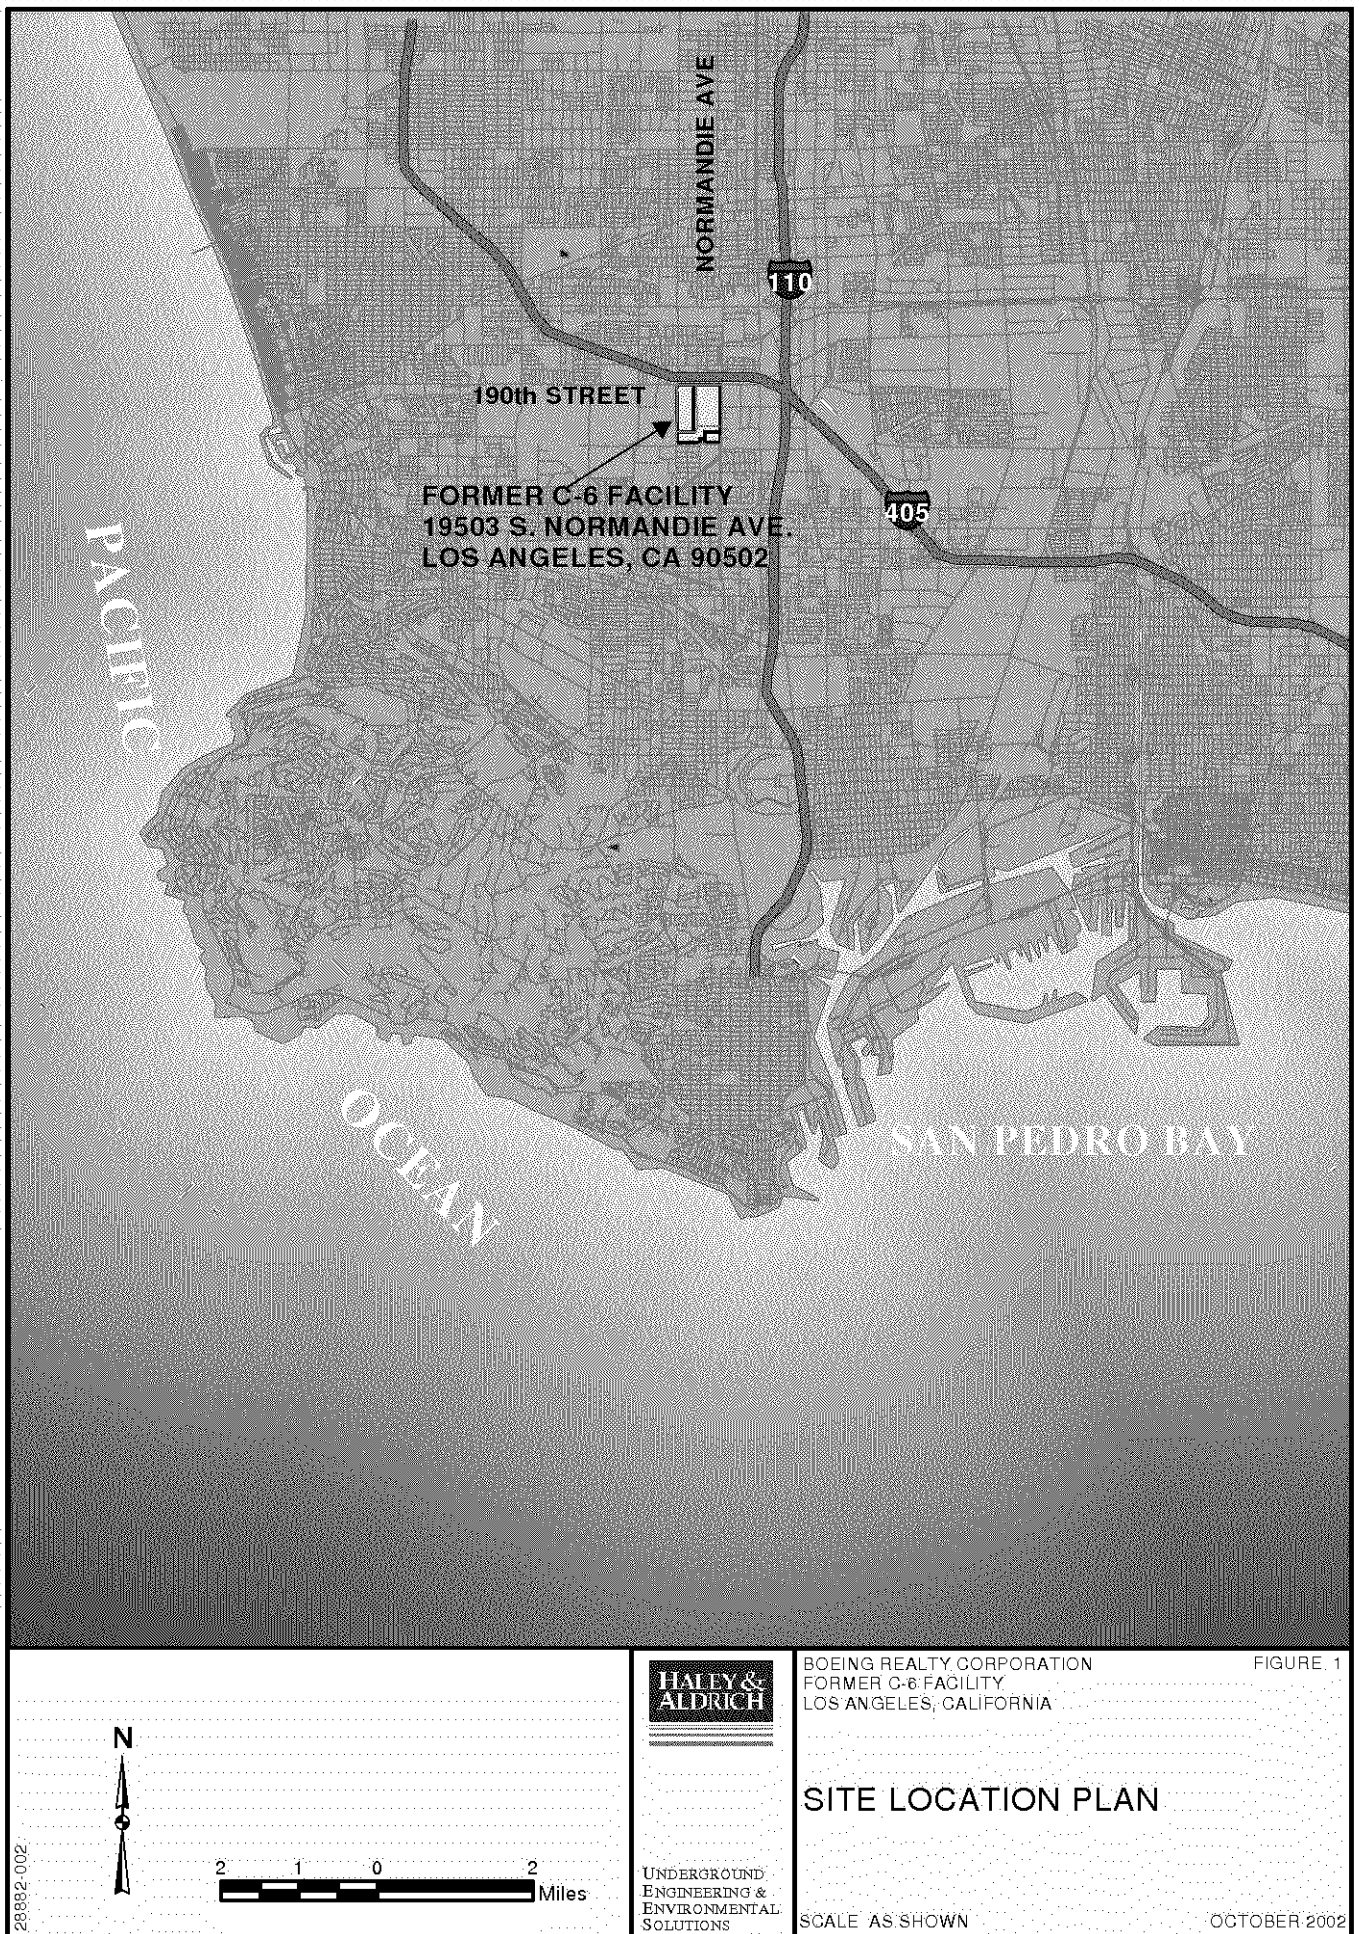 NORMANDIE AVE
110
190th STREET
405
FORMER C-6 FACILITY
19503 S. NORMANDIE AVE.
LOS ANGELES, CA 90502
PACIFIC
OCEAN
SAN PEDRO BAY
N
2 1 0 2
Miles
28882-002
HALEY &
ALDRICH
UNDERGROUND
ENGINEERING &
ENVIRONMENTAL
SOLUTIONS
BOEING REALTY CORPORATION
FORMER C-6 FACILITY
LOS ANGELES, CALIFORNIA
FIGURE 1
SITE LOCATION PLAN
SCALE AS SHOWN
OCTOBER 2002